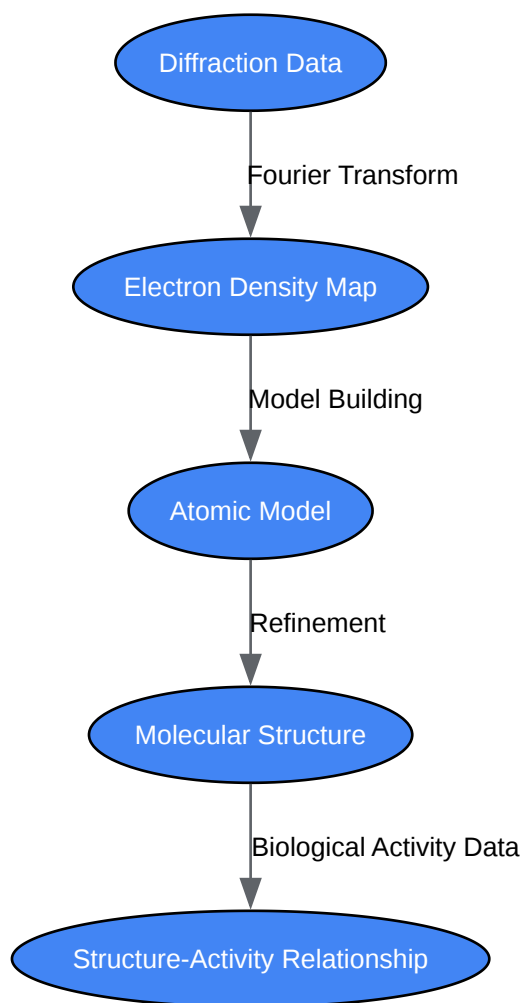 Diffraction Data
Fourier Transform
Electron Density Map
Model Building
Atomic Model
Refinement
Molecular Structure
Biological Activity Data
Structure-Activity Relationship